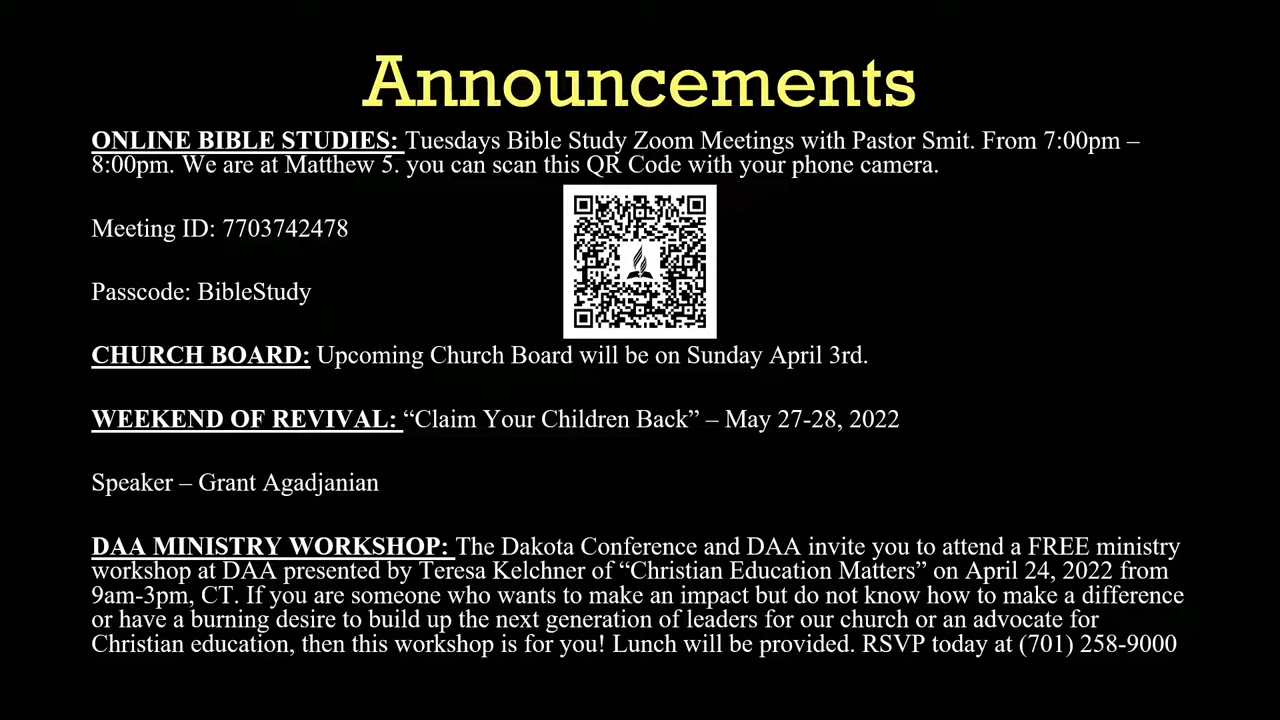 Announcements
ONLINE BIBLE STUDIES: Tuesdays Bible Study Zoom Meetings with Pastor Smit. From 7:00pm –
8:00pm. We are at Matthew 5. you can scan this QR Code with your phone camera.
Meeting ID: 7703742478
Passcode: BibleStudy
CHURCH BOARD: Upcoming Church Board will be on Sunday April 3rd.
WEEKEND OF REVIVAL: “Claim Your Children Back” – May 27-28, 2022
Speaker – Grant Agadjanian
DAA MINISTRY WORKSHOP: The Dakota Conference and DAA invite you to attend a FREE ministry
workshop at DAA presented by Teresa Kelchner of “Christian Education Matters” on April 24, 2022 from
9am-3pm, CT. If you are someone who wants to make an impact but do not know how to make a difference
or have a burning desire to build up the next generation of leaders for our church or an advocate for
Christian education, then this workshop is for you! Lunch will be provided. RSVP today at (701) 258-9000